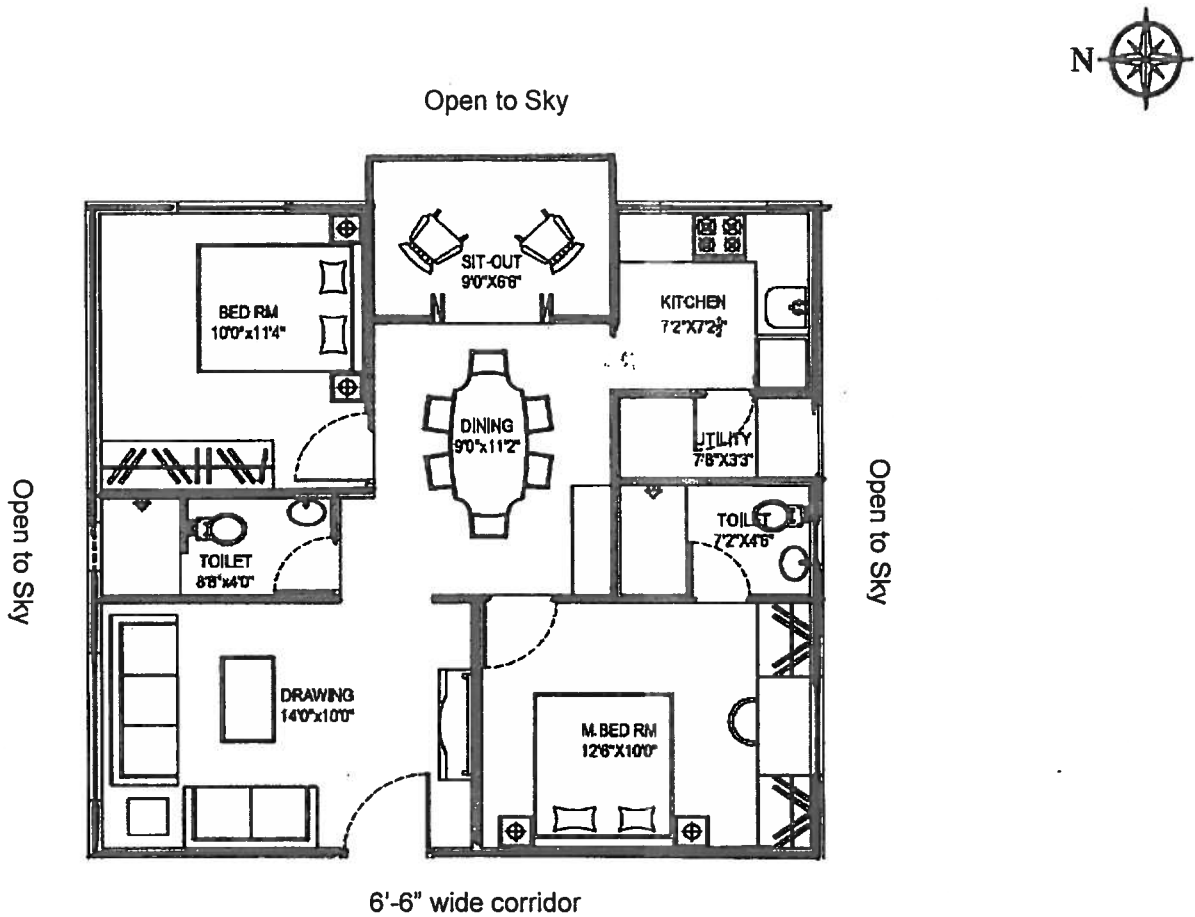 N
Open to Sky
SIT-OUT
9'0"X6'6"
BED RM
10'0"x11'4"
KITCHEN
7'2"X7'2½"
DINING
9'0"x11'2"
UTILITY
7'8"X3'3"
Open to Sky
Open to Sky
TOILET
7'2"X4'6"
TOILET
8'8"x4'0"
DRAWING
14'0"x10'0"
M. BED RM
12'6"X10'0"
6'-6" wide corridor